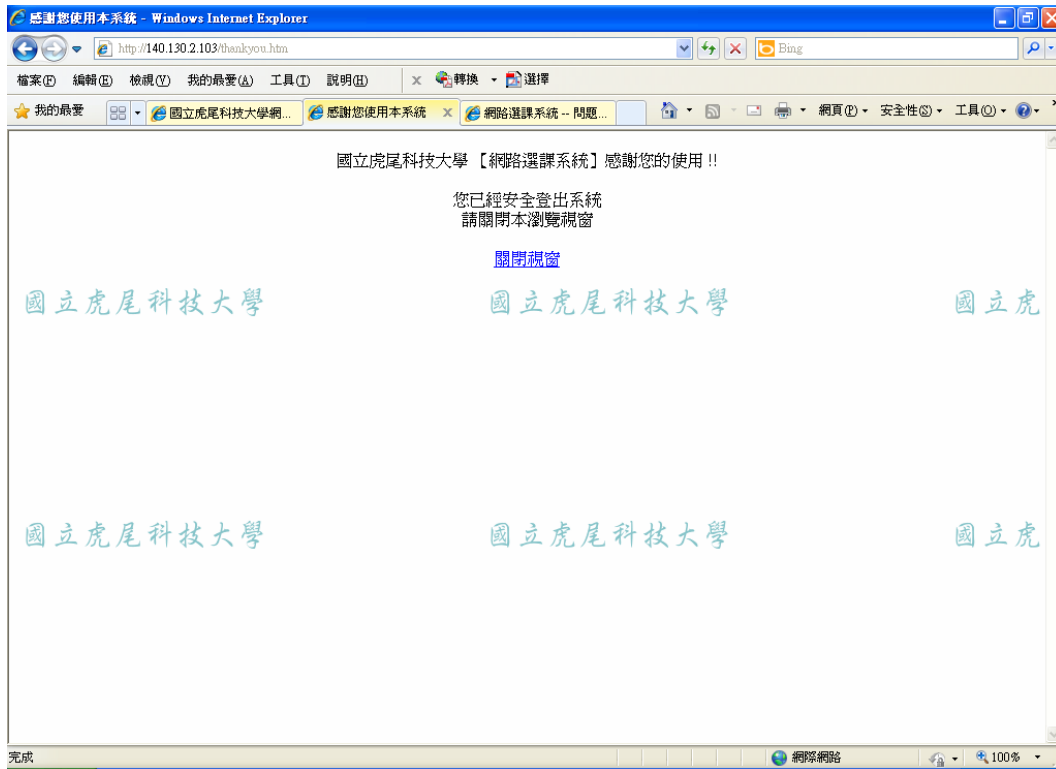 感謝您使用本系統 - Windows Internet Explorer
http://140.130.2.103/thankyou.htm
Bing
檔案(F) 編輯(E) 檢視(V) 我的最愛(A) 工具(T) 說明(H) x 轉換 選擇
我的最愛 國立虎尾科技大學網... 感謝您使用本系統 x 網路選課系統 -- 問題... 網頁(P) 安全性(S) 工具(O)
國立虎尾科技大學 【網路選課系統】感謝您的使用 !!
您已經安全登出系統
請關閉本瀏覽視窗
關閉視窗
國立虎尾科技大學 國立虎尾科技大學 國立虎
國立虎尾科技大學 國立虎尾科技大學 國立虎
完成 網際網路 100%